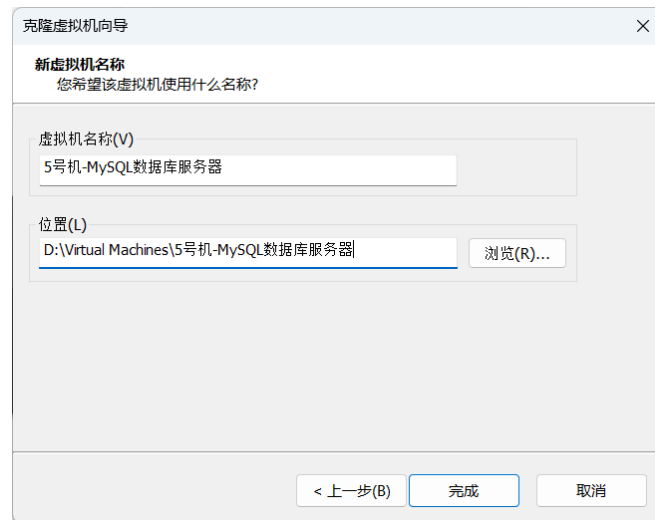 克隆虚拟机向导
新虚拟机名称
您希望该虚拟机使用什么名称?
虚拟机名称(V)
5号机-MySQL数据库服务器
位置(L)
D:\Virtual Machines\5号机-MySQL数据库服务器
浏览(R)...
< 上一步(B)
完成
取消